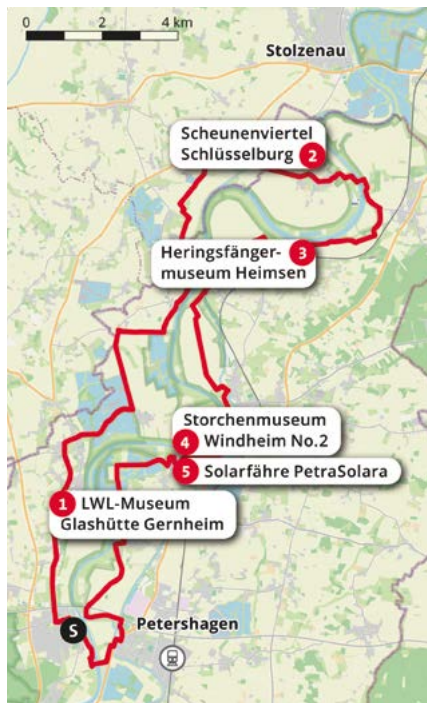 0 2 4 km
Stolzenau
Scheunenviertel
Schlüsselburg 2
3
Heringsfänger-
museum Heimsen
Storchenmuseum
4 Windheim No.2
5 Solarfähre PetraSolara
1 LWL-Museum
Glashütte Gernheim
S
Petershagen